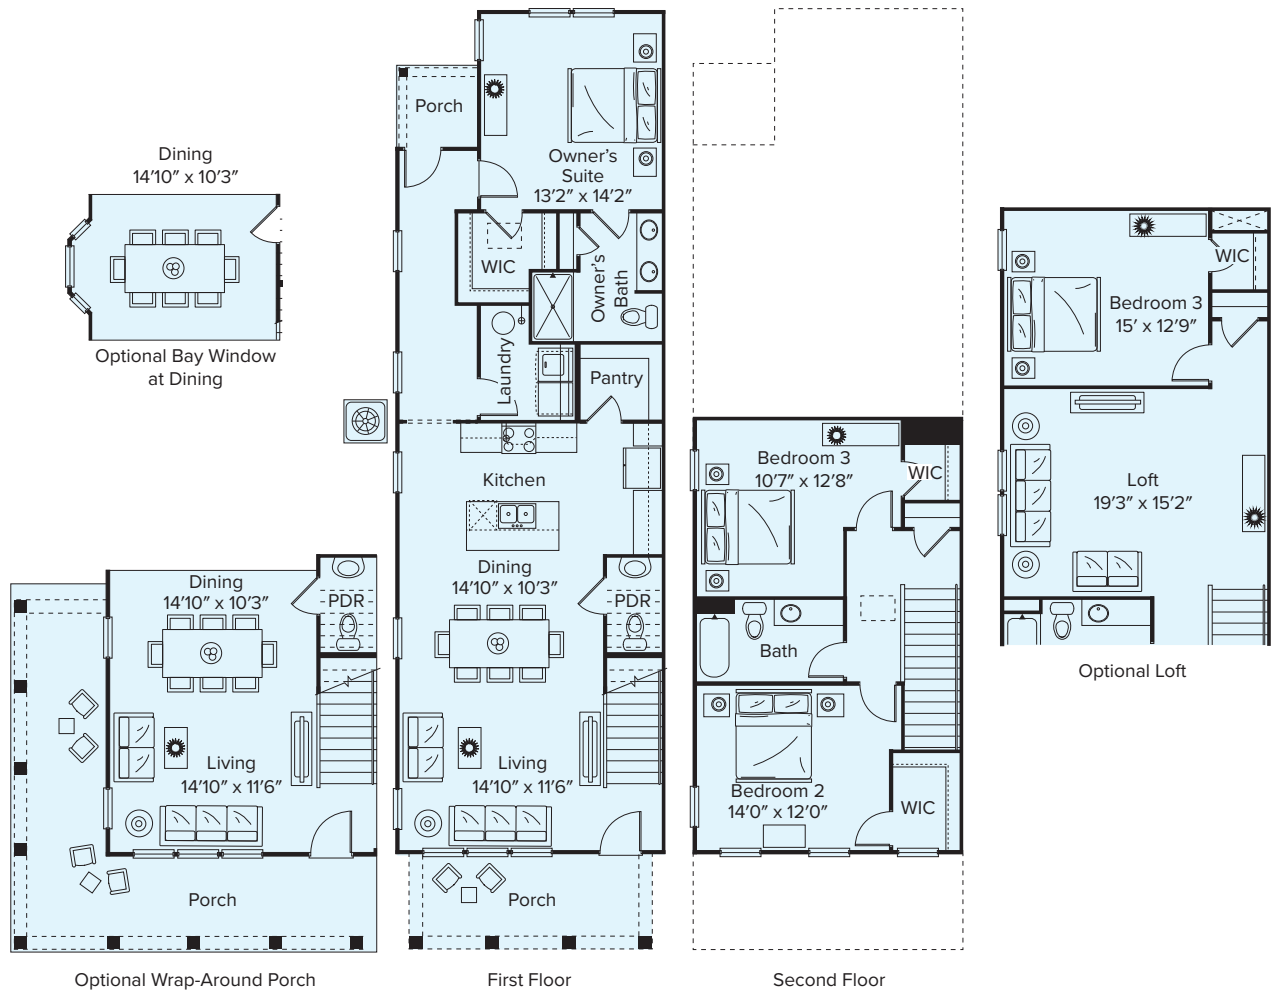 Dining
14′10″ x 10′3″
Optional Bay Window
at Dining
Dining
14′10″ x 10′3″
PDR
Living
14′10″ x 11′6″
Porch
Optional Wrap-Around Porch
Porch
Owner’s
Suite
13′2″ x 14′2″
WIC
Owner’s
Bath
Laundry
Pantry
Kitchen
Dining
14′10″ x 10′3″
PDR
Living
14′10″ x 11′6″
Porch
First Floor
Bedroom 3
10′7″ x 12′8″
WIC
Bath
Bedroom 2
14′0″ x 12′0″
WIC
Second Floor
WIC
Bedroom 3
15′ x 12′9″
Loft
19′3″ x 15′2″
Optional Loft